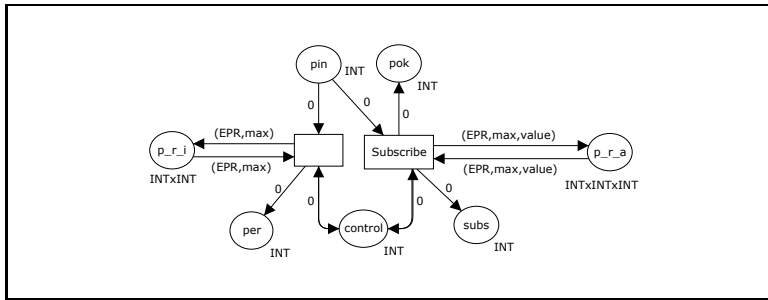 pin
INT
pok
INT
0
0
0
(EPR,max)
(EPR,max,value)
p_r_i
Subscribe
p_r_a
(EPR,max)
(EPR,max,value)
INTxINT
INTxINTxINT
0
0
0
0
per
control
subs
INT
INT
INT